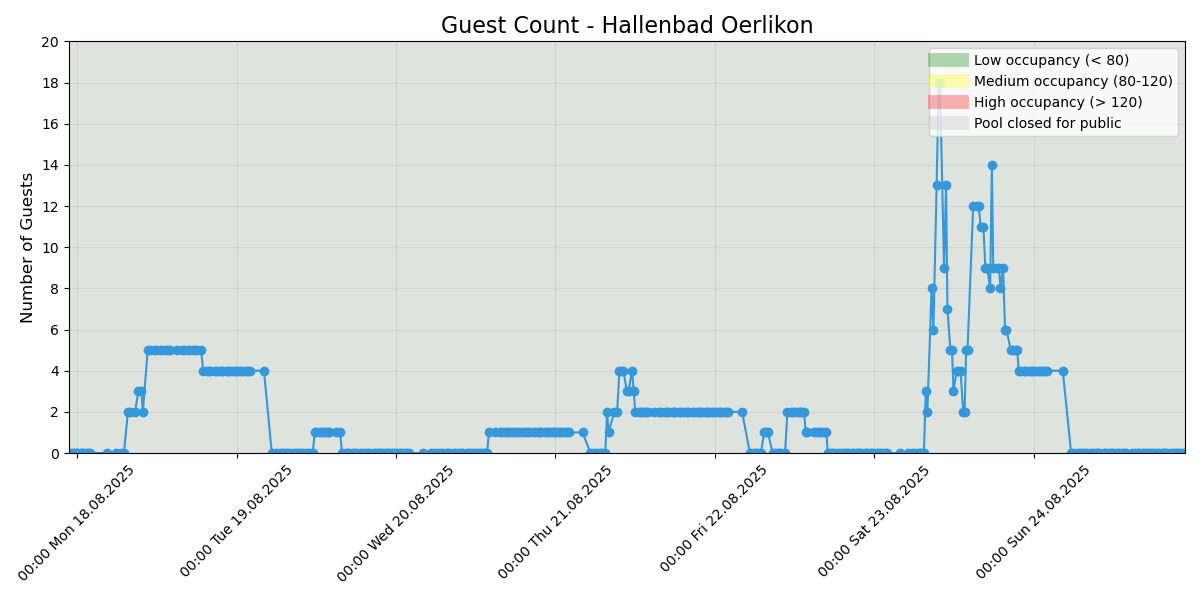 Guest Count - Hallenbad Oerlikon
Number of Guests
20
18
16
14
12
10
8
6
4
2
0
Low occupancy (< 80)
Medium occupancy (80-120)
High occupancy (> 120)
Pool closed for public
00:00 Mon 18.08.2025
00:00 Tue 19.08.2025
00:00 Wed 20.08.2025
00:00 Thu 21.08.2025
00:00 Fri 22.08.2025
00:00 Sat 23.08.2025
00:00 Sun 24.08.2025